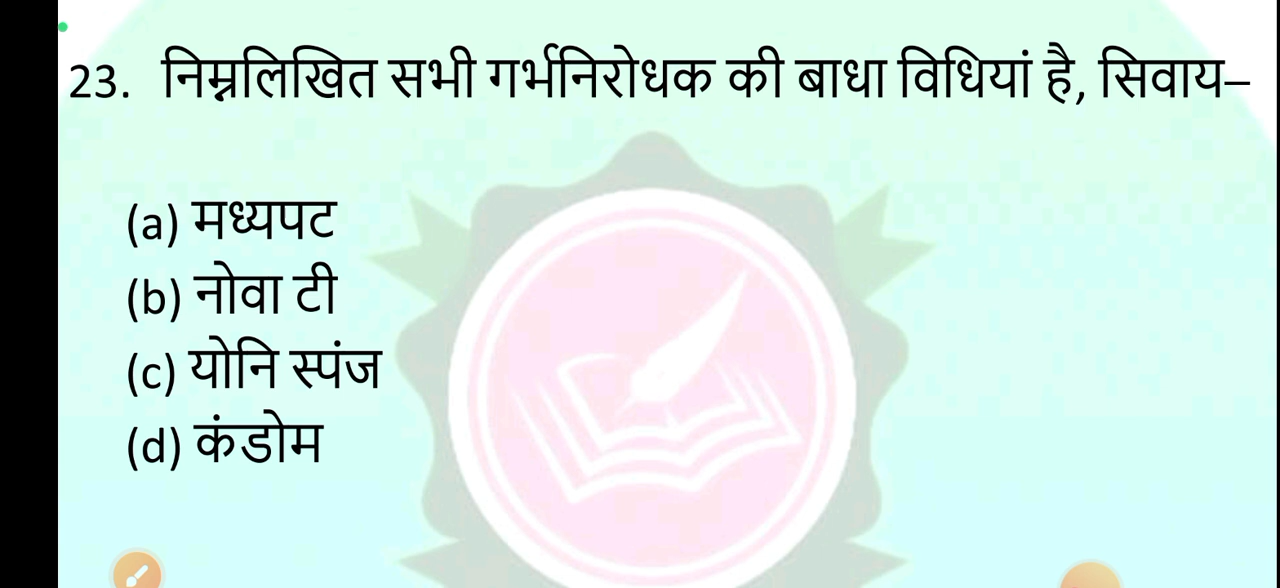 23. निम्नलिखित सभी गर्भनिरोधक की बाधा विधियां है, सिवाय–
(a) मध्यपट
(b) नोवा टी
(c) योनि स्पंज
(d) कंडोम